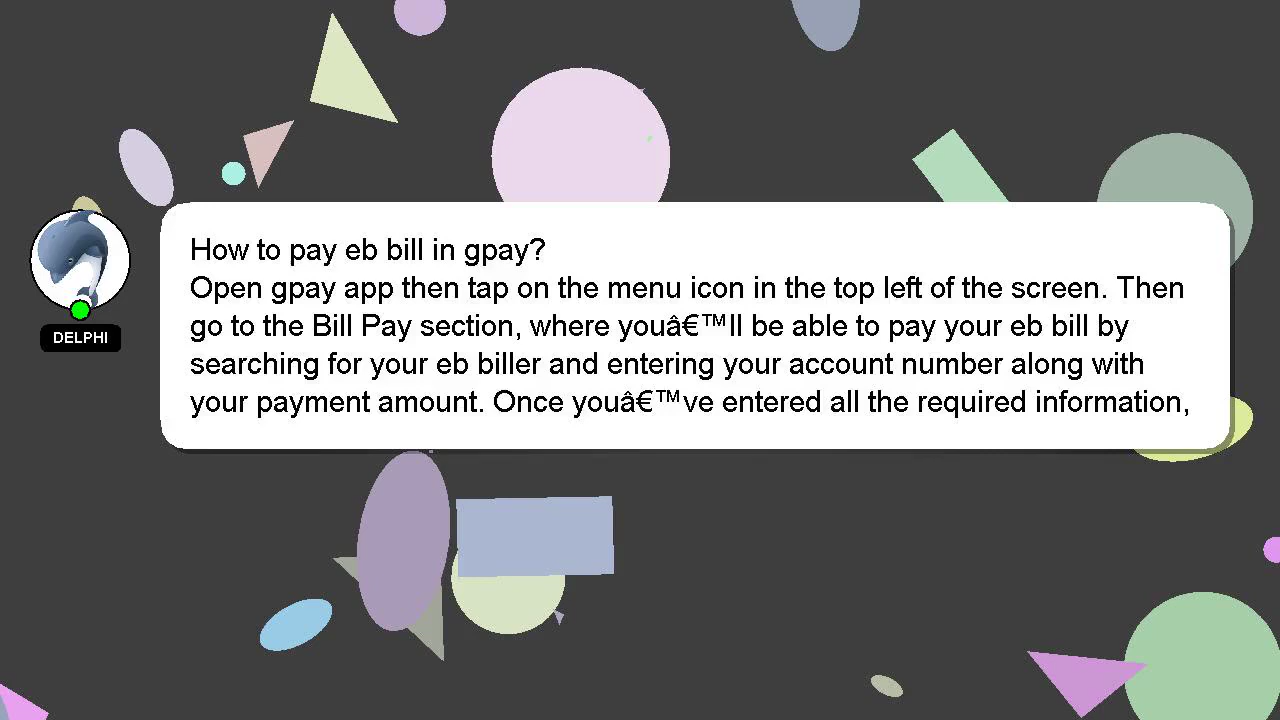 How to pay eb bill in gpay?
Open gpay app then tap on the menu icon in the top left of the screen. Then
go to the Bill Pay section, where youâ€™ll be able to pay your eb bill by
searching for your eb biller and entering your account number along with
your payment amount. Once youâ€™ve entered all the required information,
DELPHI